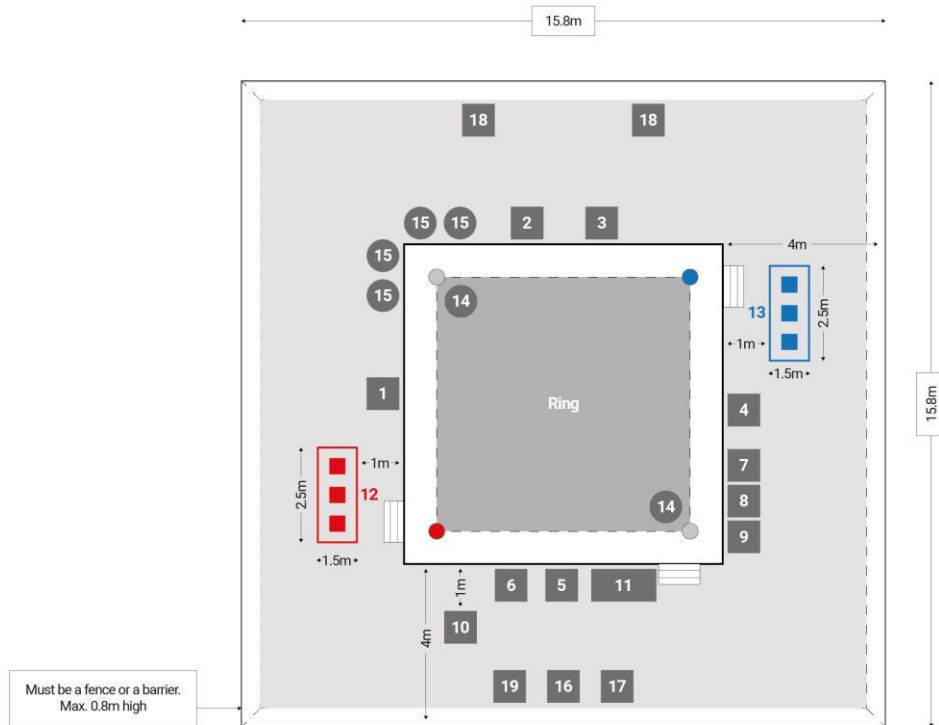 15.8m
18 18
15 15 2 3
15
4m
15
14
13
2.5m
1m
1.5m
1
Ring
4
15.8m
7
2.5m
1m
12
8
14
9
1.5m
1m
6 5 11
10
4m
19 16 17
Must be a fence or a barrier.
Max. 0.8m high